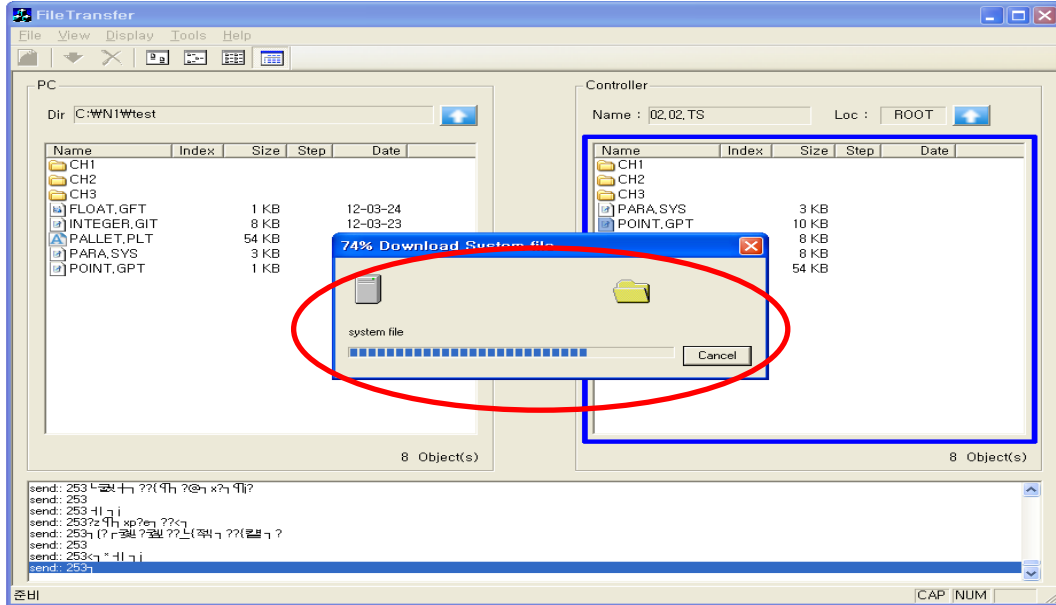 FileTransfer
File View Display Tools Help
PC
Dir C:₩N1₩test
Name Index Size Step Date
CH1
CH2
CH3
FLOAT,GFT 1 KB 12-03-24
INTEGER,GIT 8 KB 12-03-23
PALLET,PLT 54 KB
PARA,SYS 3 KB
POINT,GPT 1 KB
8 Object(s)
Controller
Name : 02,02,TS Loc : ROOT
Name Index Size Step Date
CH1
CH2
CH3
PARA,SYS 3 KB
POINT,GPT 10 KB
8 KB
8 KB
54 KB
8 Object(s)
74% Download System file
system file
Cancel
send:: 253
send:: 253
send:: 253
send:: 253
send:: 253
send:: 253
send:: 253
send:: 253
준비 CAP NUM